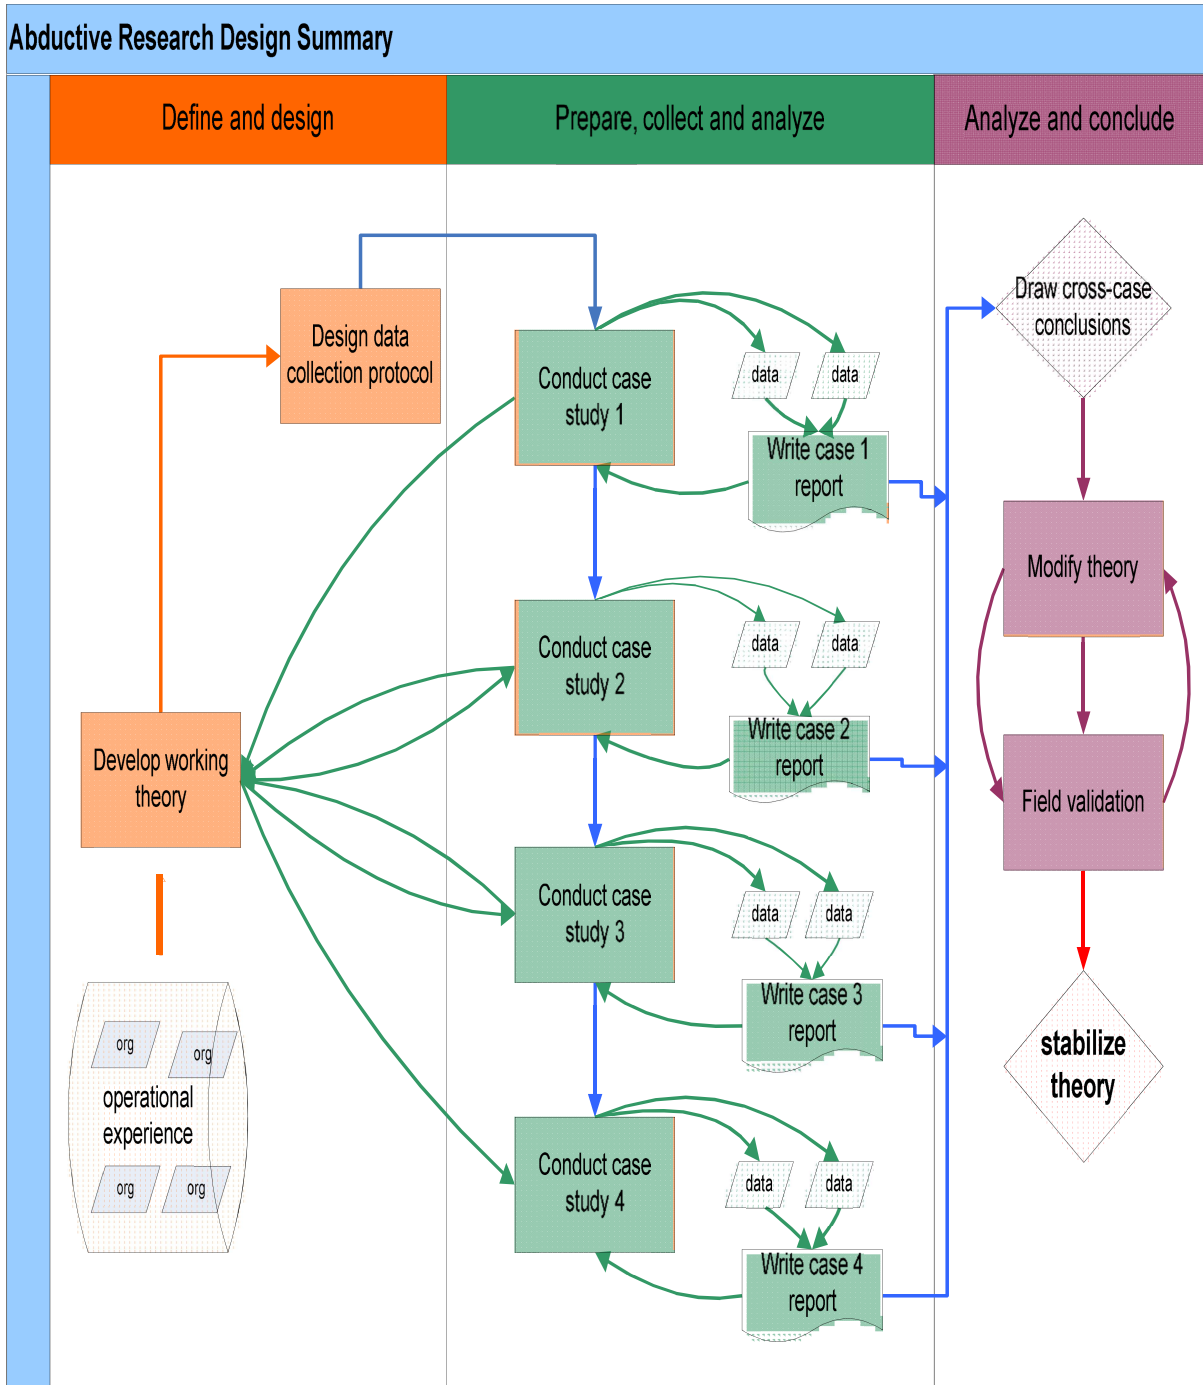 Abductive Research Design Summary
Define and design
Prepare, collect and analyze
Analyze and conclude
Design data
collection protocol
Develop working
theory
org
org
operational
experience
org
org
Conduct case
study 1
data
data
Write case 1
report
Conduct case
study 2
data
data
Write case 2
report
Conduct case
study 3
data
data
Write case 3
report
Conduct case
study 4
data
data
Write case 4
report
Draw cross-case
conclusions
Modify theory
Field validation
stabilize
theory